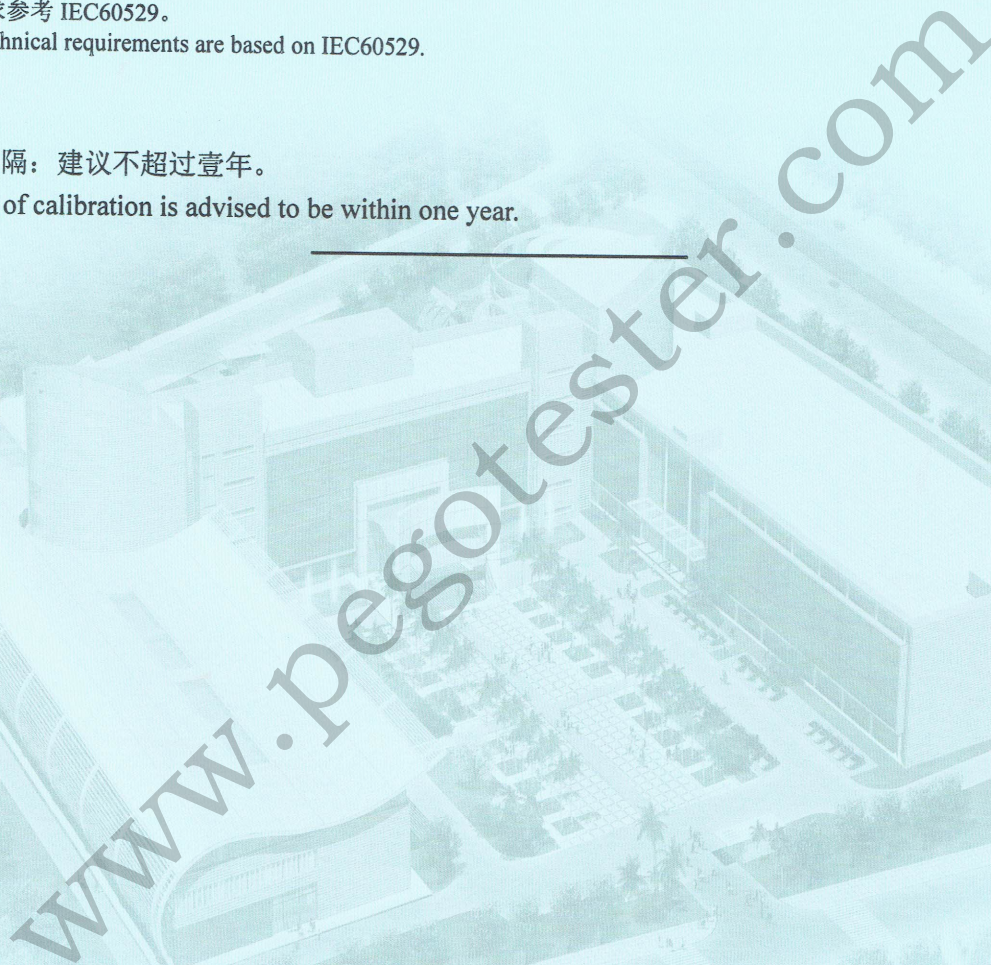 参考 IEC60529。
hnical requirements are based on IEC60529.
隔：建议不超过壹年。
of calibration is advised to be within one year.
www.pegotester.com